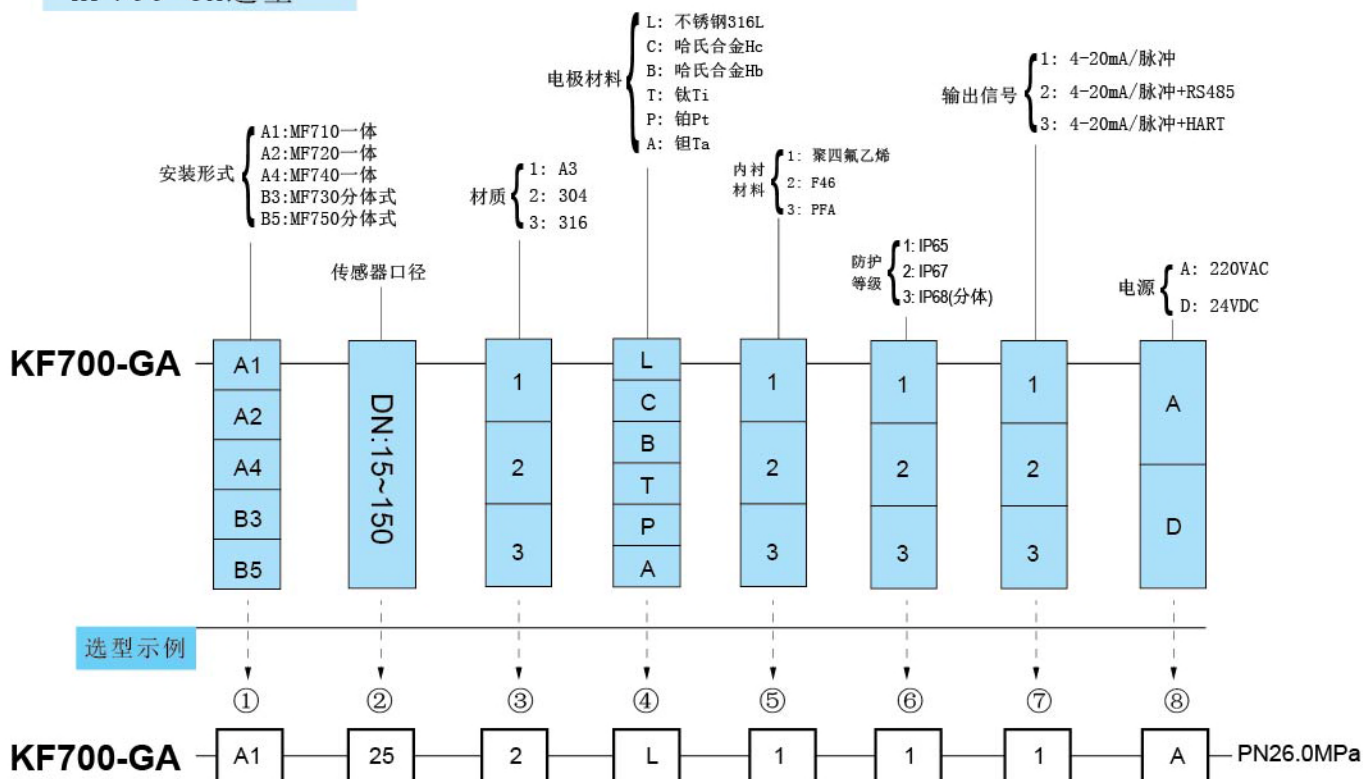 L: 不锈钢316L
C: 哈氏合金Hc
B: 哈氏合金Hb
T: 钛Ti
P: 铂Pt
A: 钽Ta
电极材料
1: 4-20mA/脉冲
2: 4-20mA/脉冲+RS485
3: 4-20mA/脉冲+HART
输出信号
A1:MF710一体
A2:MF720一体
A4:MF740一体
B3:MF730分体式
B5:MF750分体式
安装形式
1: A3
2: 304
3: 316
材质
1: 聚四氟乙烯
2: F46
3: PFA
内衬
材料
1: IP65
2: IP67
3: IP68(分体)
防护
等级
传感器口径
A: 220VAC
D: 24VDC
电源
KF700-GA
A1
A2
A4
B3
B5
DN:15~150
1
2
3
L
C
B
T
P
A
1
2
3
1
2
3
1
2
3
A
D
选型示例
① ② ③ ④ ⑤ ⑥ ⑦ ⑧
KF700-GA A1 25 2 L 1 1 1 A PN26.0MPa